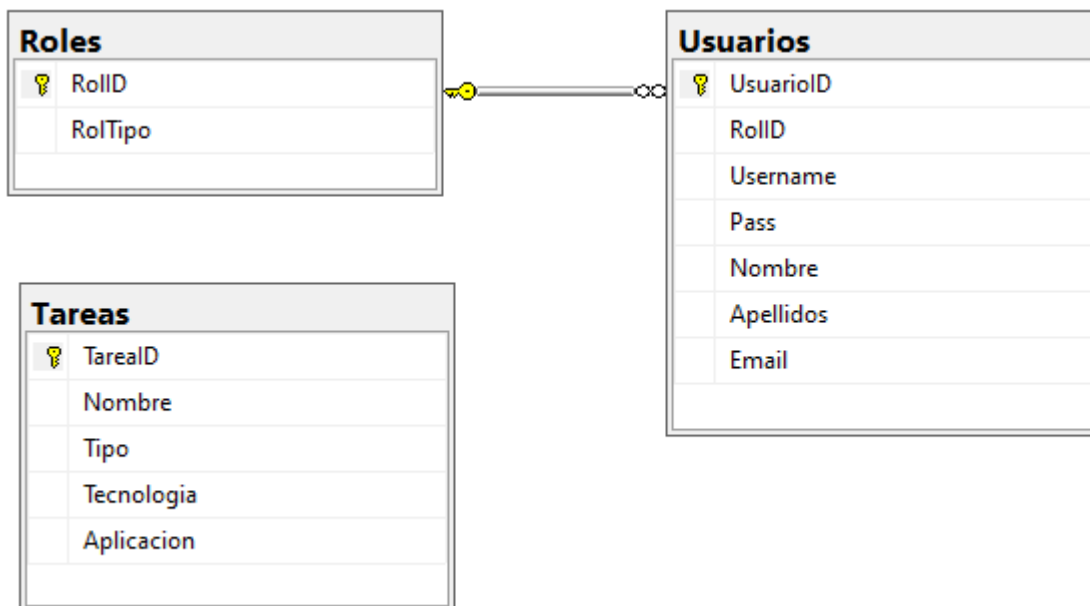 Roles
RolID
RolTipo
Usuarios
UsuarioID
RolID
Username
Pass
Nombre
Apellidos
Email
Tareas
TareaID
Nombre
Tipo
Tecnologia
Aplicacion